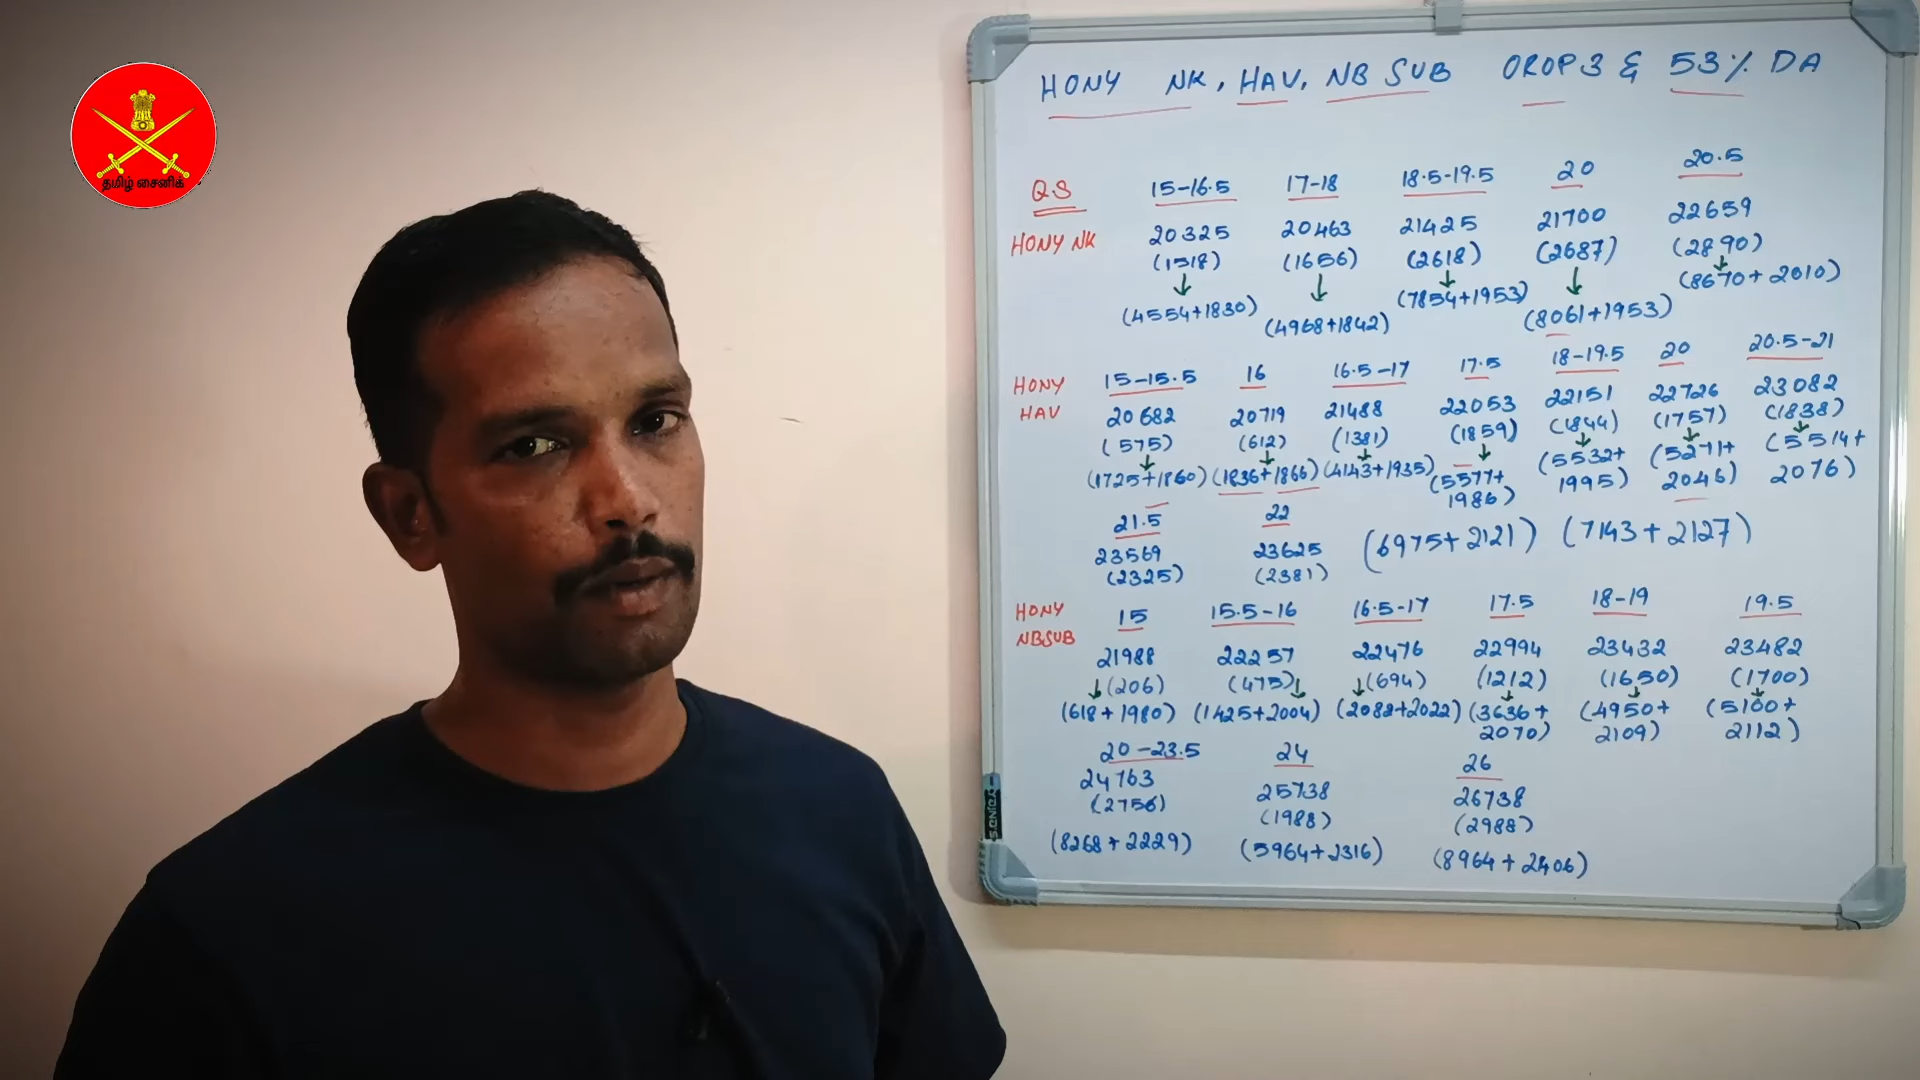 தமிழ் சைனிக்
HONY NK, HAV, NB SUB OROP3 & 53% DA
QS 15-16.5 17-18 18.5-19.5 20 20.5
HONY NK 20325 20463 21425 21700 22659
(1518) (1656) (2618) (2687) (2890)
(4554+1830) (4968+1842) (7854+1953) (8061+1953) (8670+2010)
HONY HAV 15-15.5 16 16.5-17 17.5 18-19.5 20 20.5-21
20682 20719 21488 22053 22151 22726 23082
(575) (612) (1381) (1859) (1844) (1757) (1838)
(1725+1860) (1836+1866) (4143+1935) (5577+1986) (5532+1995) (5271+2046) (5514+2076)
21.5 22
23569 23625 (6975+2121) (7143+2127)
(2325) (2381)
HONY NBSUB 15 15.5-16 16.5-17 17.5 18-19 19.5
21988 22257 22476 22994 23432 23482
(206) (475) (694) (1212) (1650) (1700)
(618+1980) (1425+2004) (2082+2022) (3636+2070) (4950+2109) (5100+2112)
20-23.5 24 26
24763 25738 26738
(2756) (1988) (2988)
(8268+2229) (5964+2316) (8964+2406)